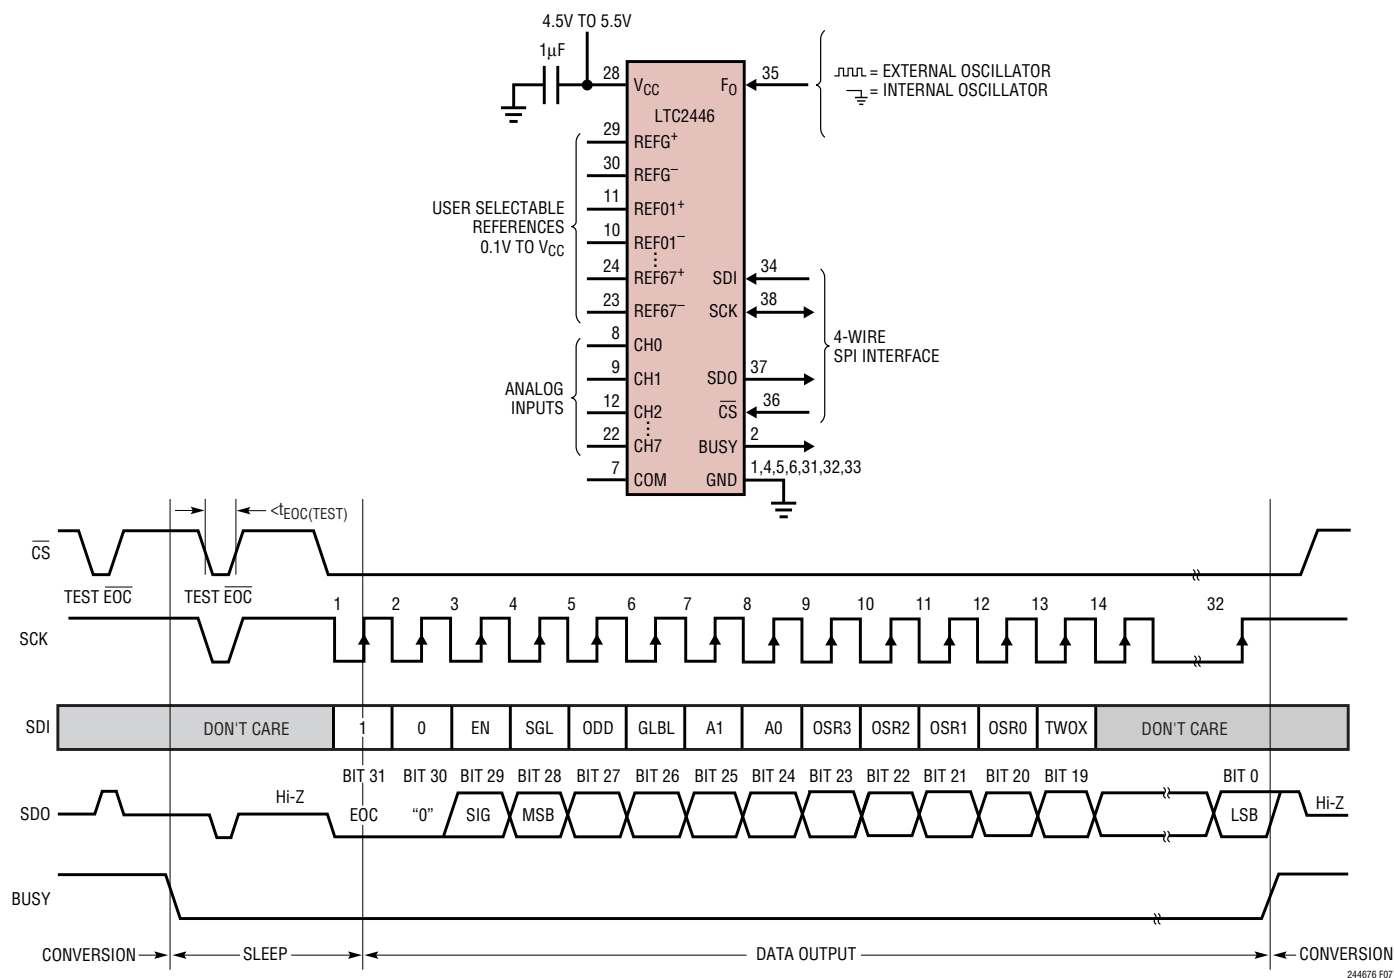 4.5V TO 5.5V
1µF
28
VCC
FO
35
= EXTERNAL OSCILLATOR
= INTERNAL OSCILLATOR
LTC2446
29
REFG+
30
REFG−
11
REF01+
10
REF01−
24
REF67+
23
REF67−
USER SELECTABLE
REFERENCES
0.1V TO VCC
8
CH0
9
CH1
12
CH2
22
CH7
7
COM
ANALOG
INPUTS
SDI
34
SCK
38
SDO
37
CS
36
BUSY
2
GND
1,4,5,6,31,32,33
4-WIRE
SPI INTERFACE
<tEOC(TEST)
CS
TEST EOC
TEST EOC
SCK
1 2 3 4 5 6 7 8 9 10 11 12 13 14 32
SDI
DON'T CARE 1 0 EN SGL ODD GLBL A1 A0 OSR3 OSR2 OSR1 OSR0 TWOX DON'T CARE
BIT 31 BIT 30 BIT 29 BIT 28 BIT 27 BIT 26 BIT 25 BIT 24 BIT 23 BIT 22 BIT 21 BIT 20 BIT 19 BIT 0
SDO
Hi-Z
EOC "0" SIG MSB LSB
Hi-Z
BUSY
CONVERSION SLEEP DATA OUTPUT CONVERSION
244676 F07